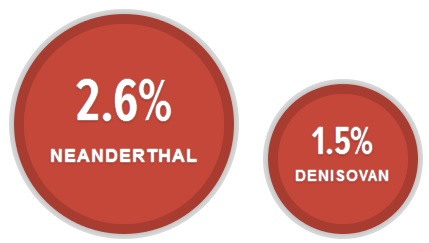 2.6%
NEANDERTHAL
1.5%
DENISOVAN